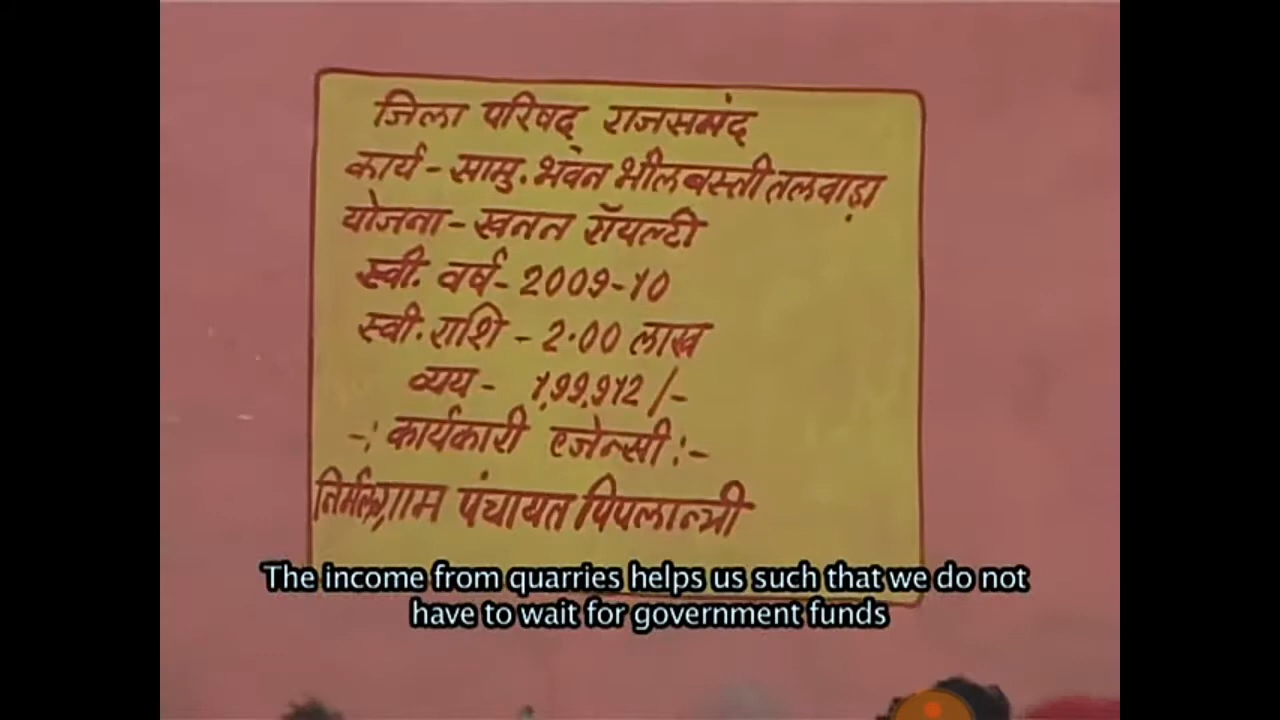 जिला परिषद् राजसमंद
कार्य - सामु. भवन भीलबस्ती तलवाड़ा
योजना - खनन रॉयल्टी
स्वी. वर्ष - 2009-10
स्वी. राशि - 2.00 लाख
व्यय - 1,99,912/-
-: कार्यकारी एजेन्सी :-
निर्मल ग्राम पंचायत पिपलान्त्री
The income from quarries helps us such that we do not
have to wait for government funds